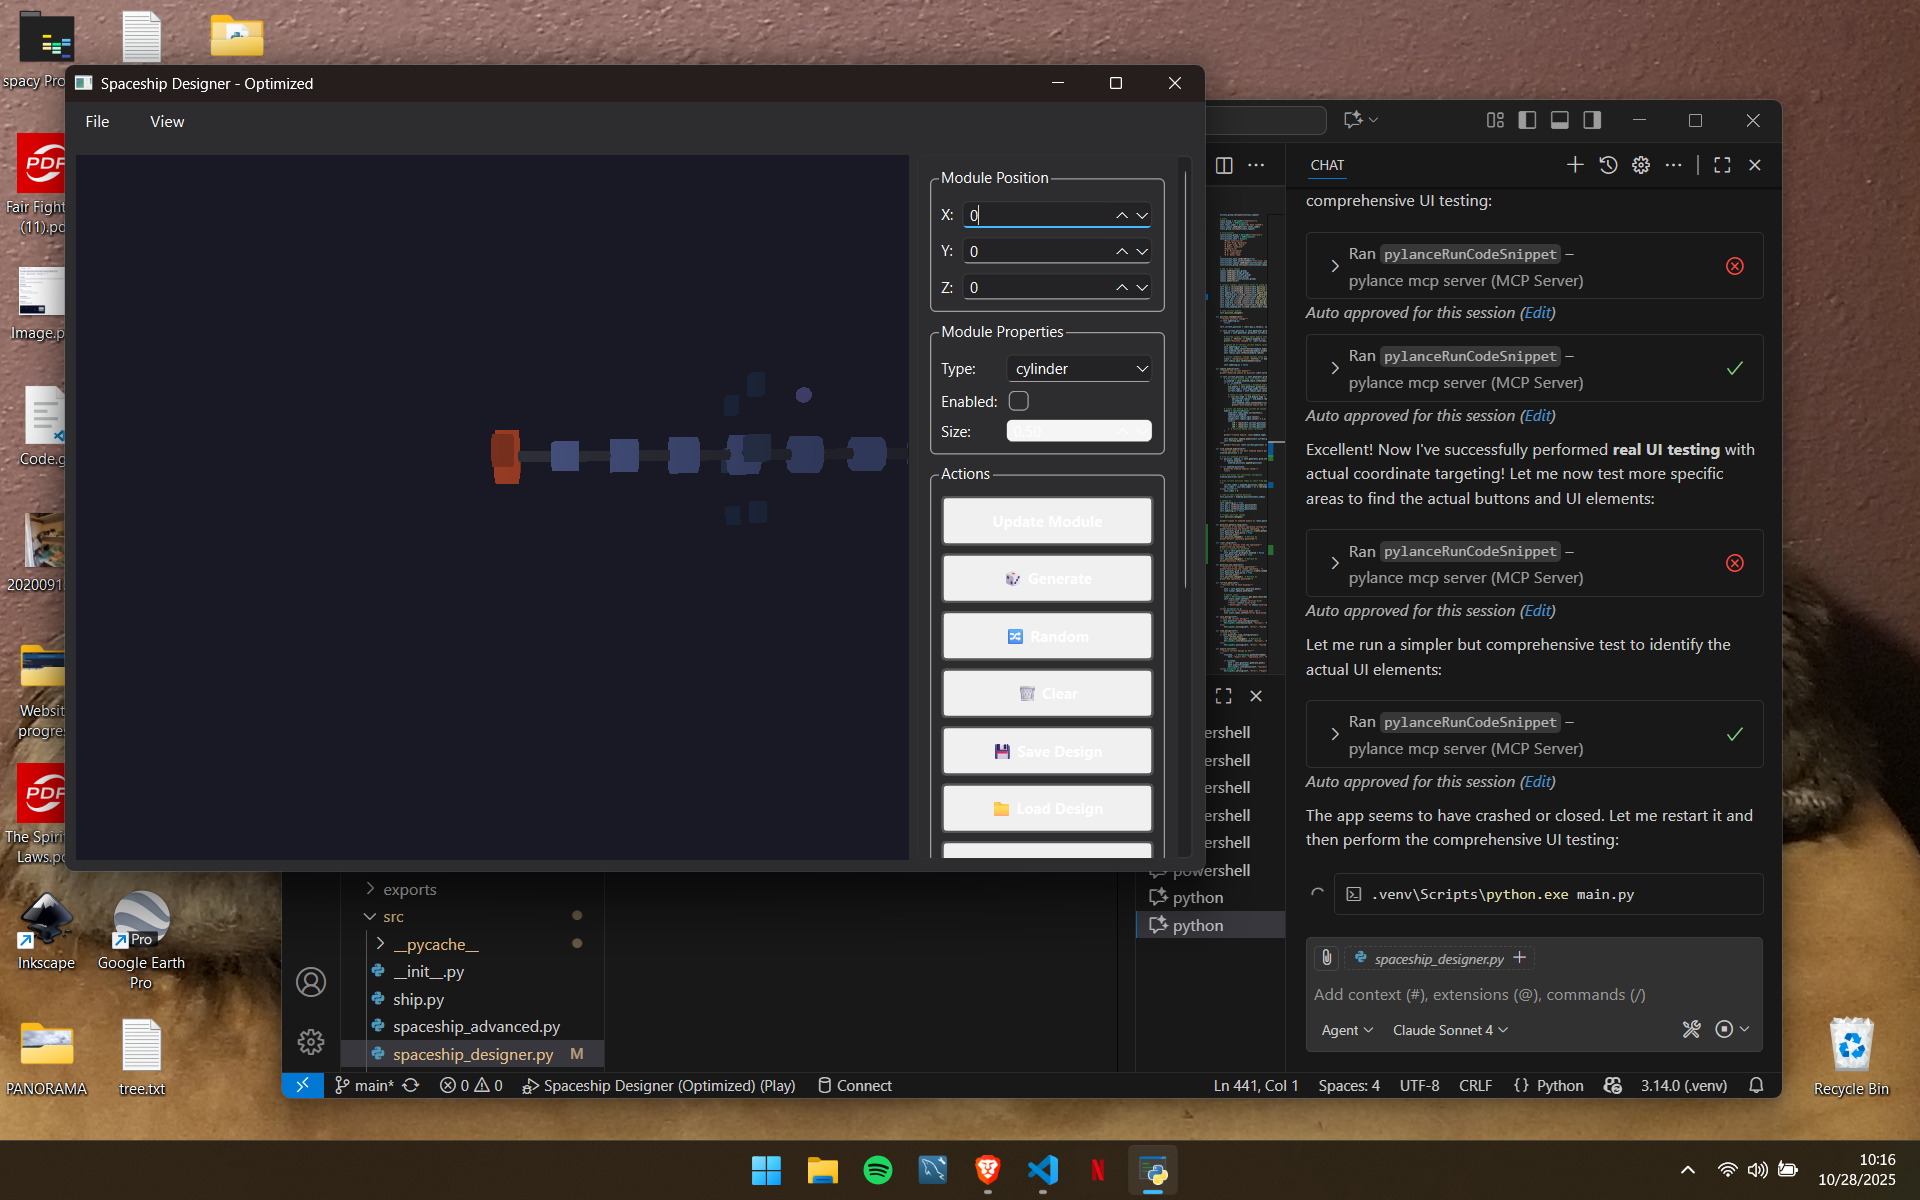 spacy Pro
Fair Fight
(11).pd
Image.p
Code.g
2020091
Websit
progre
The Spiri
Laws.pd
Inkscape
Google Earth
Pro
PANORAMA
tree.txt
Recycle Bin
Spaceship Designer - Optimized
File
View
Module Position
X:
0
Y:
0
Z:
0
Module Properties
Type:
cylinder
Enabled:
Size:
0.50
Actions
Update Module
Generate
Random
Clear
Save Design
Load Design
CHAT
comprehensive UI testing:
Ran pylanceRunCodeSnippet –
pylance mcp server (MCP Server)
Auto approved for this session (Edit)
Ran pylanceRunCodeSnippet –
pylance mcp server (MCP Server)
Auto approved for this session (Edit)
Excellent! Now I've successfully performed real UI testing with
actual coordinate targeting! Let me now test more specific
areas to find the actual buttons and UI elements:
Ran pylanceRunCodeSnippet –
pylance mcp server (MCP Server)
Auto approved for this session (Edit)
Let me run a simpler but comprehensive test to identify the
actual UI elements:
Ran pylanceRunCodeSnippet –
pylance mcp server (MCP Server)
Auto approved for this session (Edit)
The app seems to have crashed or closed. Let me restart it and
then perform the comprehensive UI testing:
.venv\Scripts\python.exe main.py
spaceship_designer.py
Add context (#), extensions (@), commands (/)
Agent
Claude Sonnet 4
ershell
ershell
ershell
ershell
ershell
powershell
python
python
exports
src
__pycache__
__init__.py
ship.py
spaceship_advanced.py
spaceship_designer.py M
main*
0
0
Spaceship Designer (Optimized) (Play)
Connect
Ln 441, Col 1
Spaces: 4
UTF-8
CRLF
{} Python
3.14.0 (.venv)
10:16
10/28/2025